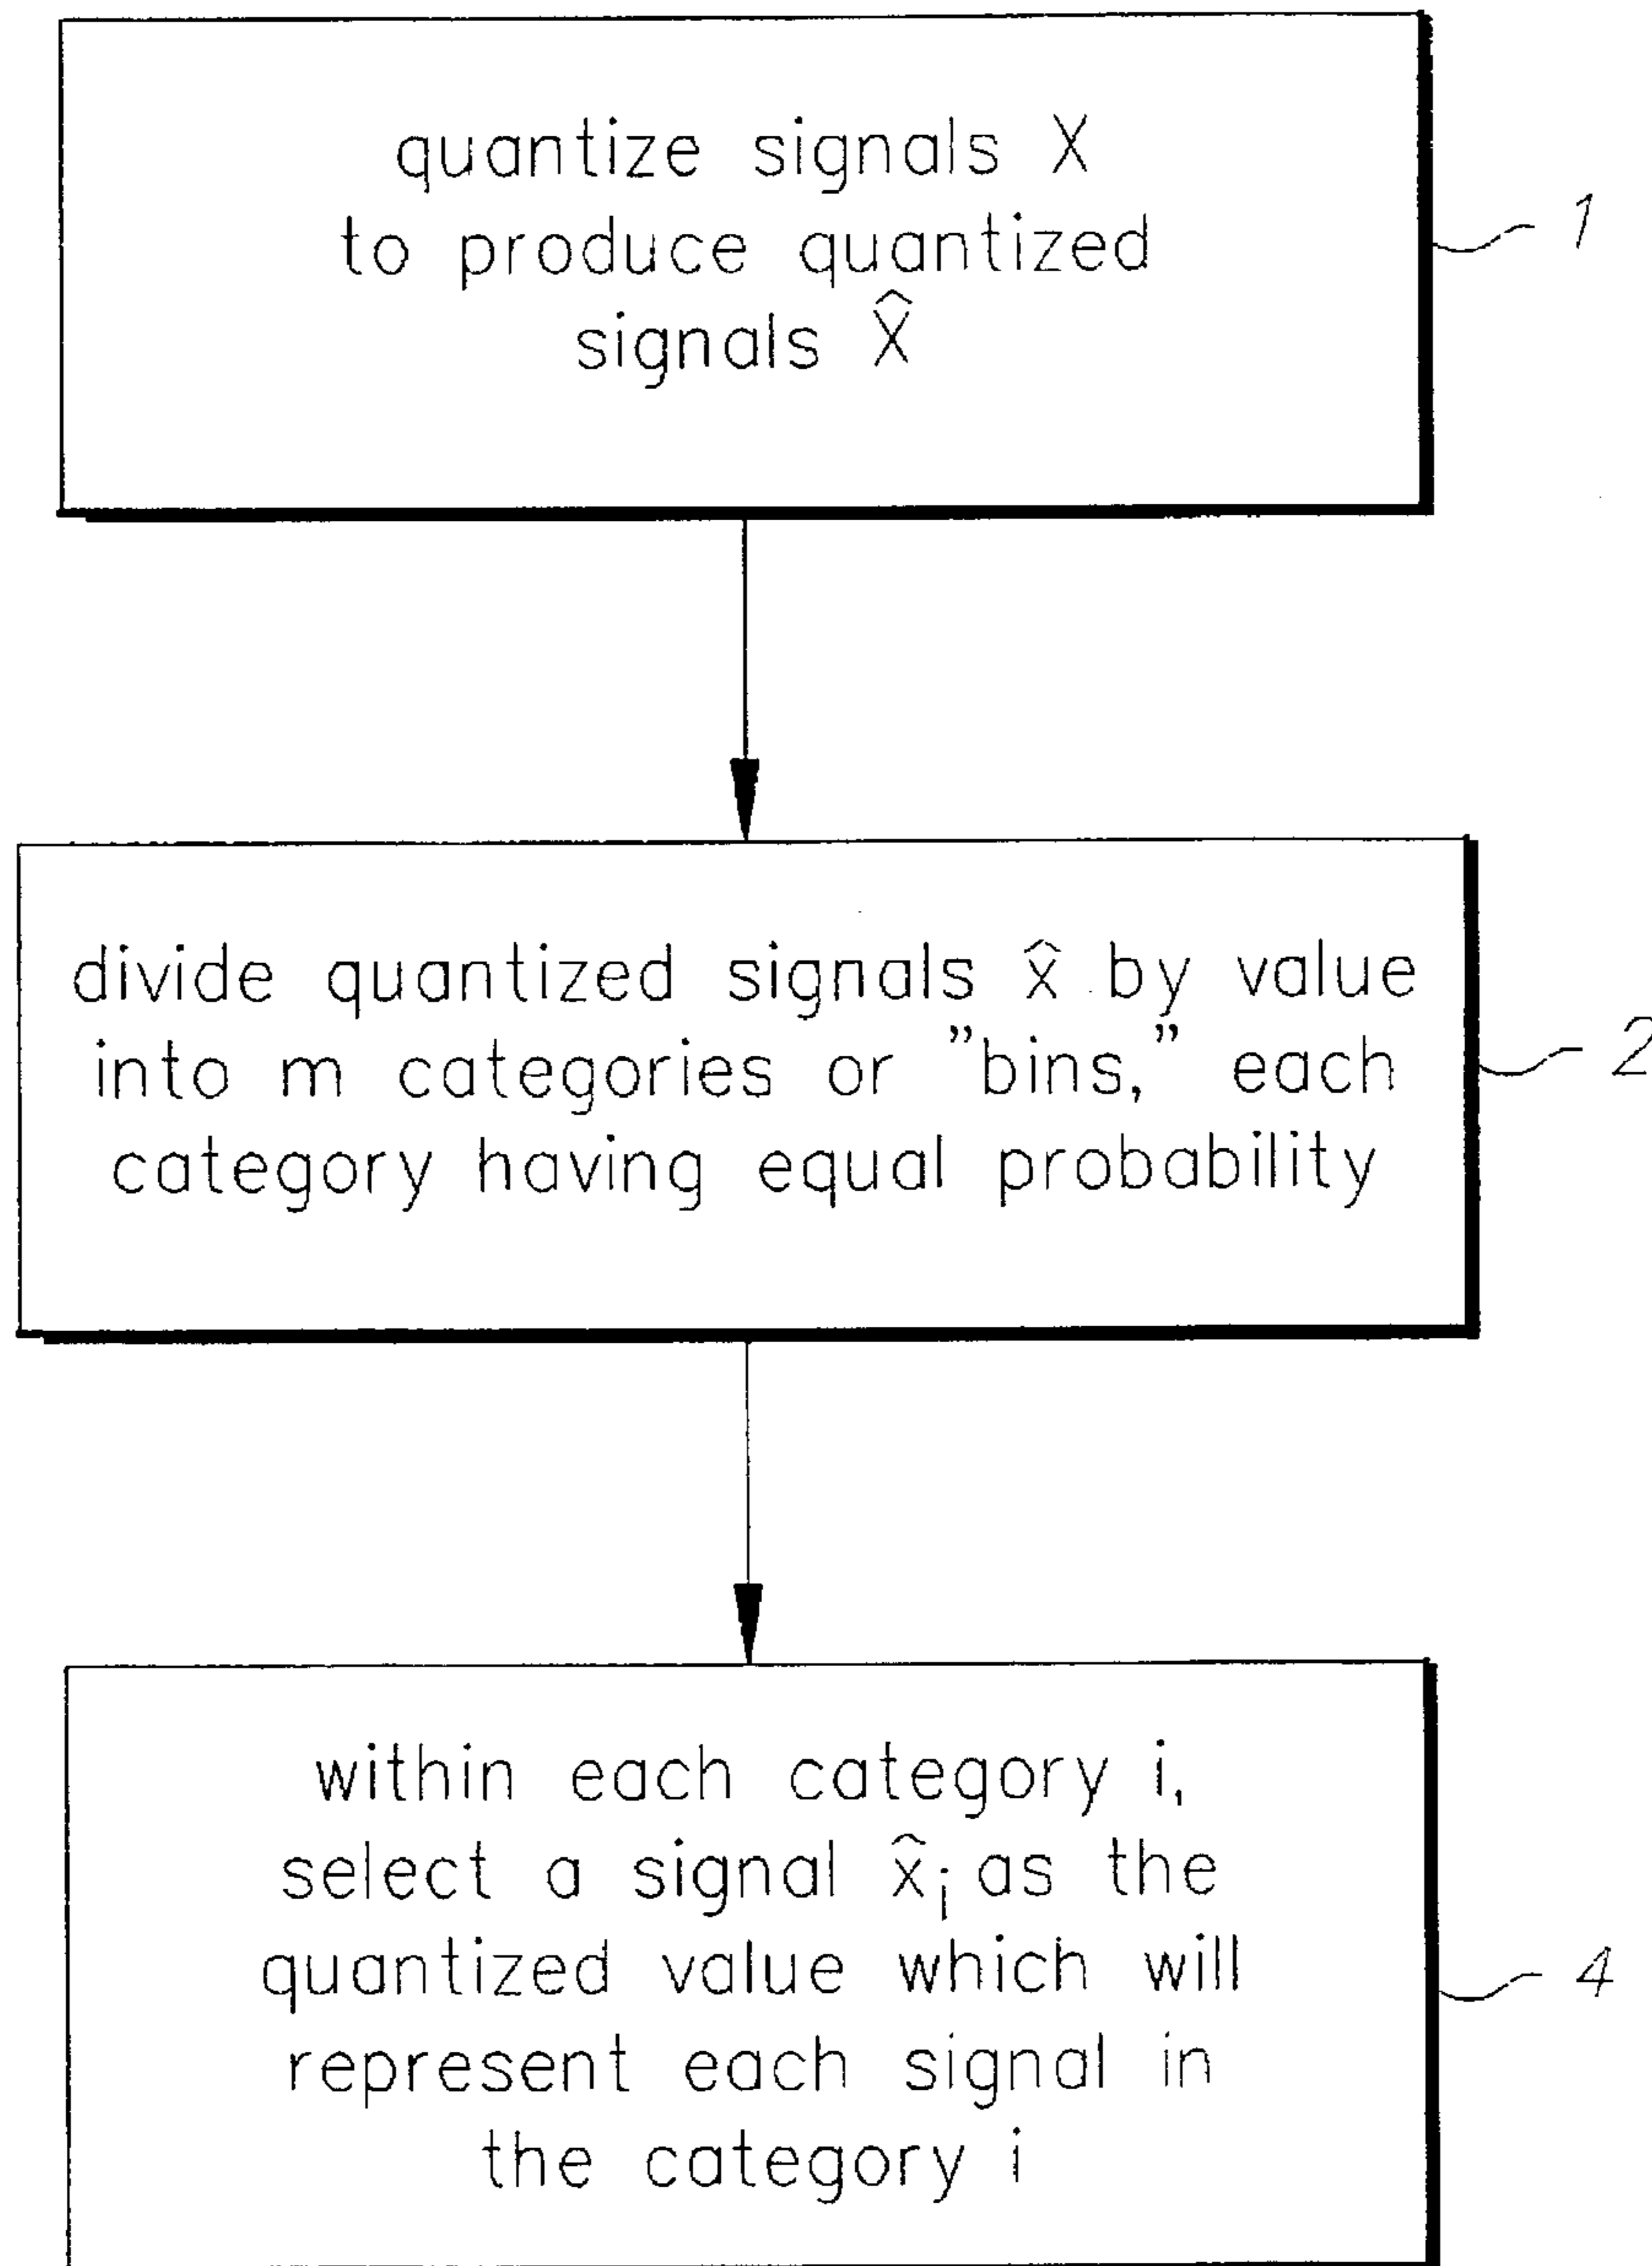 quantize signals X
to produce quantized
signals X̂
1
divide quantized signals x̂ by value
into m categories or "bins," each
category having equal probability
2
within each category i,
select a signal x̂ᵢ as the
quantized value which will
represent each signal in
the category i
4